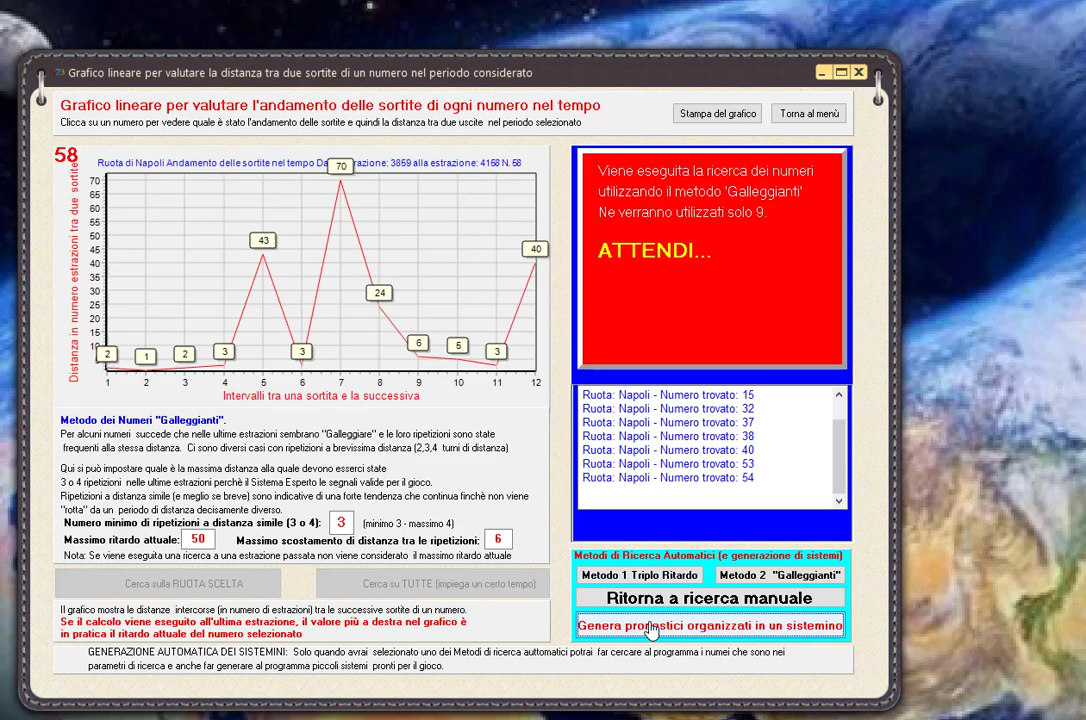 123 Grafico lineare per valutare la distanza tra due sortite di un numero nel periodo considerato
Grafico lineare per valutare l'andamento delle sortite di ogni numero nel tempo
Clicca su un numero per vedere quale è stato l'andamento delle sortite e quindi la distanza tra due uscite nel periodo selezionato
Stampa del grafico
Torna al menù
58
Ruota di Napoli Andamento delle sortite nel tempo Da razione: 3859 alla estrazione: 4158 N. 58
Distanza in numero estrazioni tra due sortite
70
65
60
55
50
45
40
35
30
25
20
15
10
5
2
1
2
3
43
3
70
24
6
5
3
40
1 2 3 4 5 6 7 8 9 10 11 12
Intervalli tra una sortita e la successiva
Metodo dei Numeri "Galleggianti".
Per alcuni numeri succede che nelle ultime estrazioni sembrano "Galleggiare" e le loro ripetizioni sono state
frequenti alla stessa distanza. Ci sono diversi casi con ripetizioni a brevissima distanza (2,3,4 turni di distanza)
Qui si può impostare quale è la massima distanza alla quale devono esserci state
3 o 4 ripetizioni nelle ultime estrazioni perchè il Sistema Esperto le segnali valide per il gioco.
Ripetizioni a distanza simile (e meglio se breve) sono indicative di una forte tendenza che continua finchè non viene
"rotta" da un periodo di distanza decisamente diverso.
Numero minimo di ripetizioni a distanza simile (3 o 4): 3 (minimo 3 - massimo 4)
Massimo ritardo attuale: 50 Massimo scostamento di distanza tra le ripetizioni: 6
Nota: Se viene eseguita una ricerca a una estrazione passata non viene considerato il massimo ritardo attuale
Cerca sulla RUOTA SCELTA
Cerca su TUTTE (impiega un certo tempo)
Il grafico mostra le distanze intercorse (in numero di estrazioni) tra le successive sortite di un numero.
Se il calcolo viene eseguito all'ultima estrazione, il valore più a destra nel grafico è
in pratica il ritardo attuale del numero selezionato
Viene eseguita la ricerca dei numeri
utilizzando il metodo 'Galleggianti'
Ne verranno utilizzati solo 9.
ATTENDI...
Ruota: Napoli - Numero trovato: 15
Ruota: Napoli - Numero trovato: 32
Ruota: Napoli - Numero trovato: 37
Ruota: Napoli - Numero trovato: 38
Ruota: Napoli - Numero trovato: 40
Ruota: Napoli - Numero trovato: 53
Ruota: Napoli - Numero trovato: 54
Metodi di Ricerca Automatici (e generazione di sistemi)
Metodo 1 Triplo Ritardo
Metodo 2 "Galleggianti"
Ritorna a ricerca manuale
Genera pronostici organizzati in un sistemino
GENERAZIONE AUTOMATICA DEI SISTEMINI: Solo quando avrai selezionato uno dei Metodi di ricerca auttomatici potrai far cercare al programma i numei che sono nei
parametri di ricerca e anche far generare al programma piccoli sistemi pronti per il gioco.